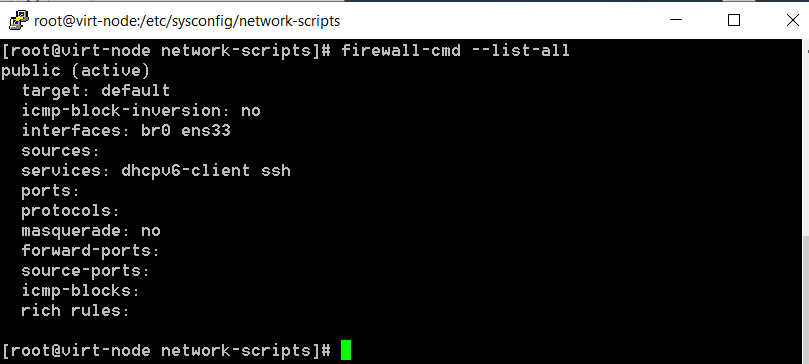 root@virt-node:/etc/sysconfig/network-scripts
[root@virt-node network-scripts]# firewall-cmd --list-all
public (active)
  target: default
  icmp-block-inversion: no
  interfaces: br0 ens33
  sources:
  services: dhcpv6-client ssh
  ports:
  protocols:
  masquerade: no
  forward-ports:
  source-ports:
  icmp-blocks:
  rich rules:
[root@virt-node network-scripts]#